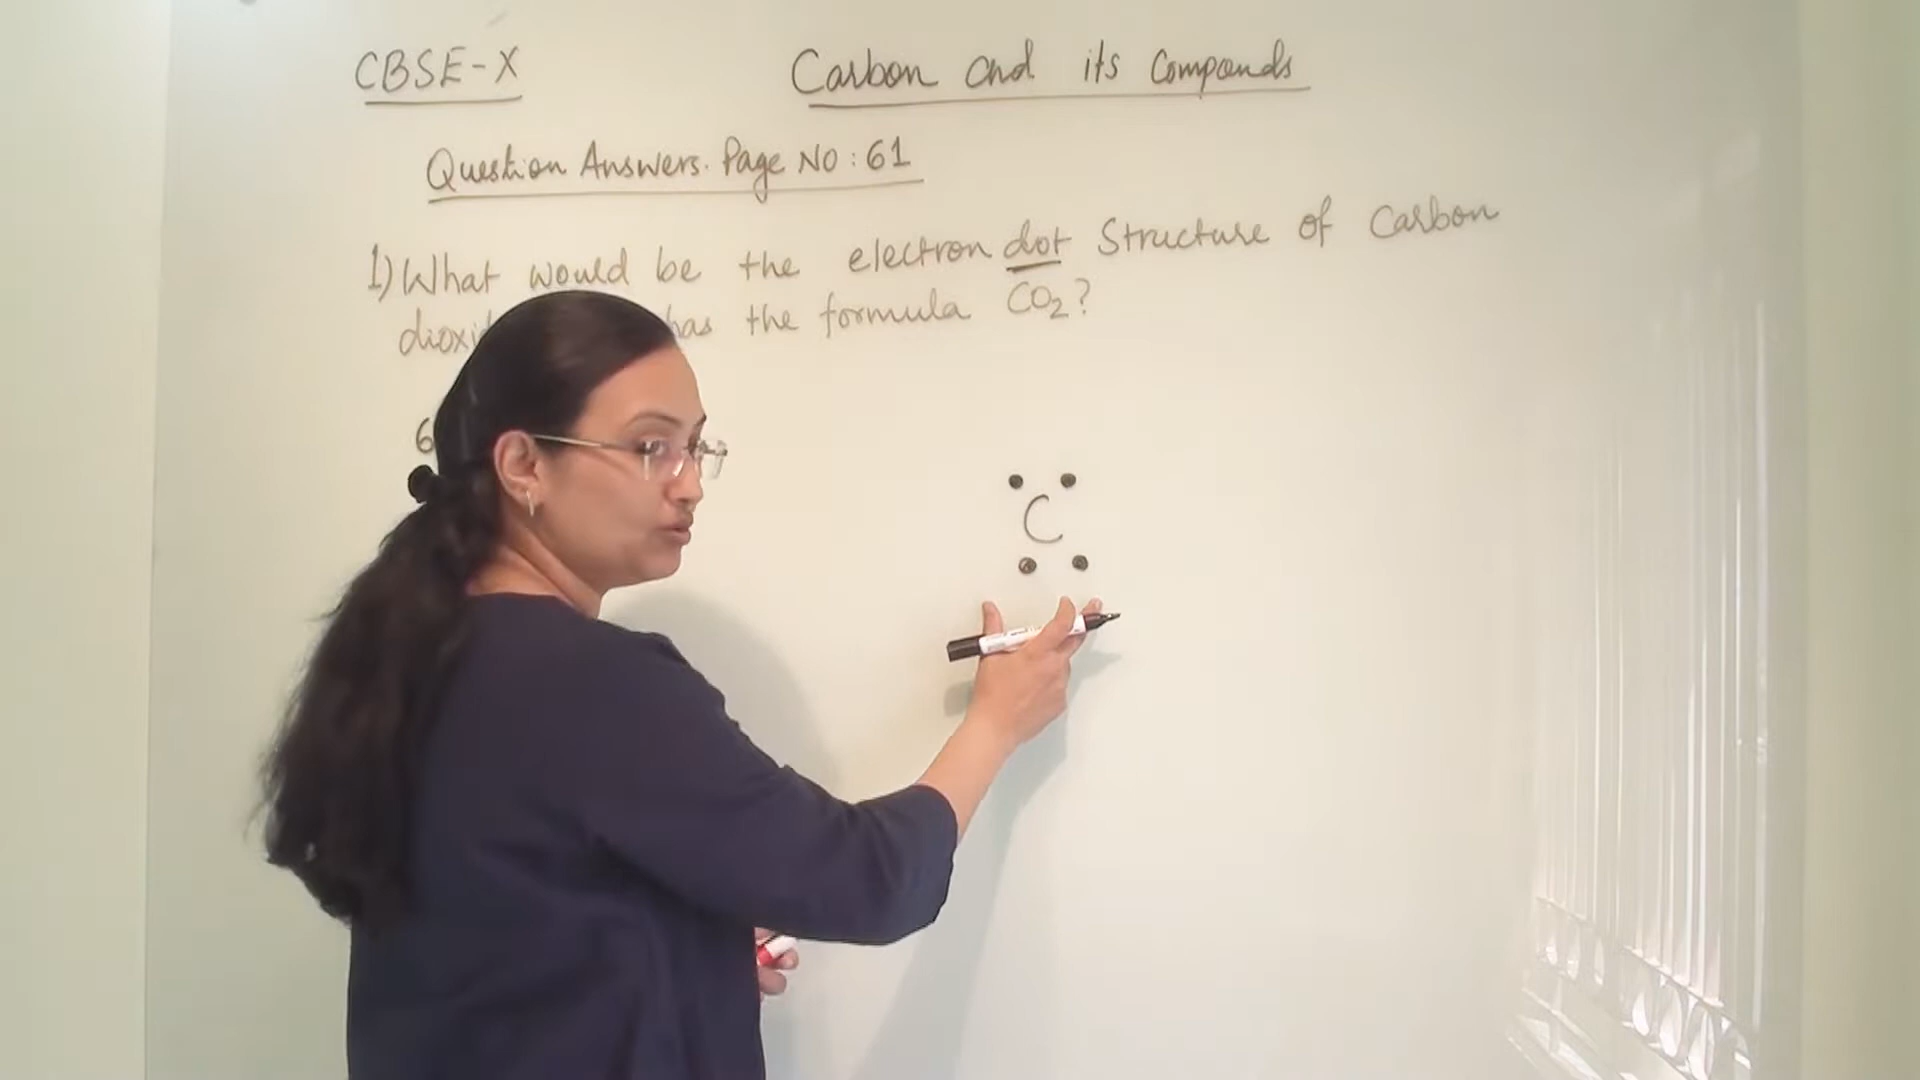 CBSE-X
Carbon and its Compounds
Question Answers. Page NO: 61
1) What would be the electron dot Structure of Carbon
has the formula CO2?
6
C